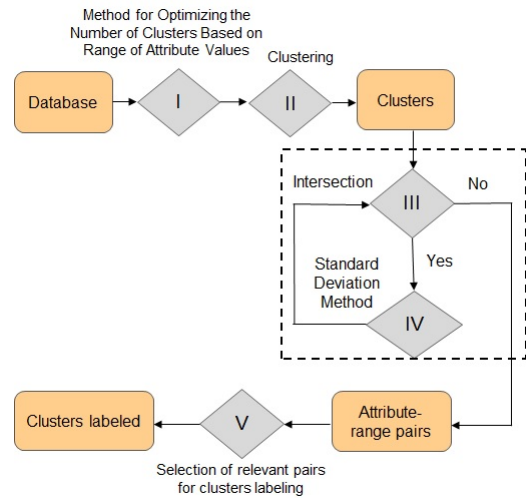 Method for Optimizing the
Number of Clusters Based on
Range of Attribute Values
Clustering
Database
I
II
Clusters
Intersection
III
No
Yes
Standard
Deviation
Method
IV
Clusters labeled
V
Attribute-
range pairs
Selection of relevant pairs
for clusters labeling